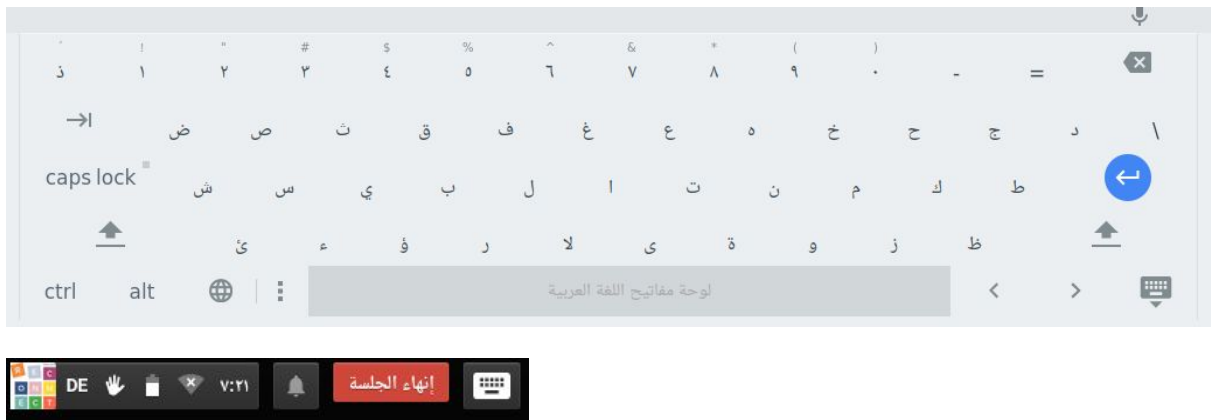 ! " # $ % ^ & * ( )
ذ ١ ٢ ٣ ٤ ٥ ٦ ٧ ٨ ٩ ٠ - =
ض ص ث ق ف غ ع ه خ ح ج د \
caps lock ش س ي ب ل ا ت ن م ك ط
ئ ء ؤ ر لا ى ة و ز ظ
ctrl alt لوحة مفاتيح اللغة العربية < >
DE ٧:٢١ إنهاء الجلسة